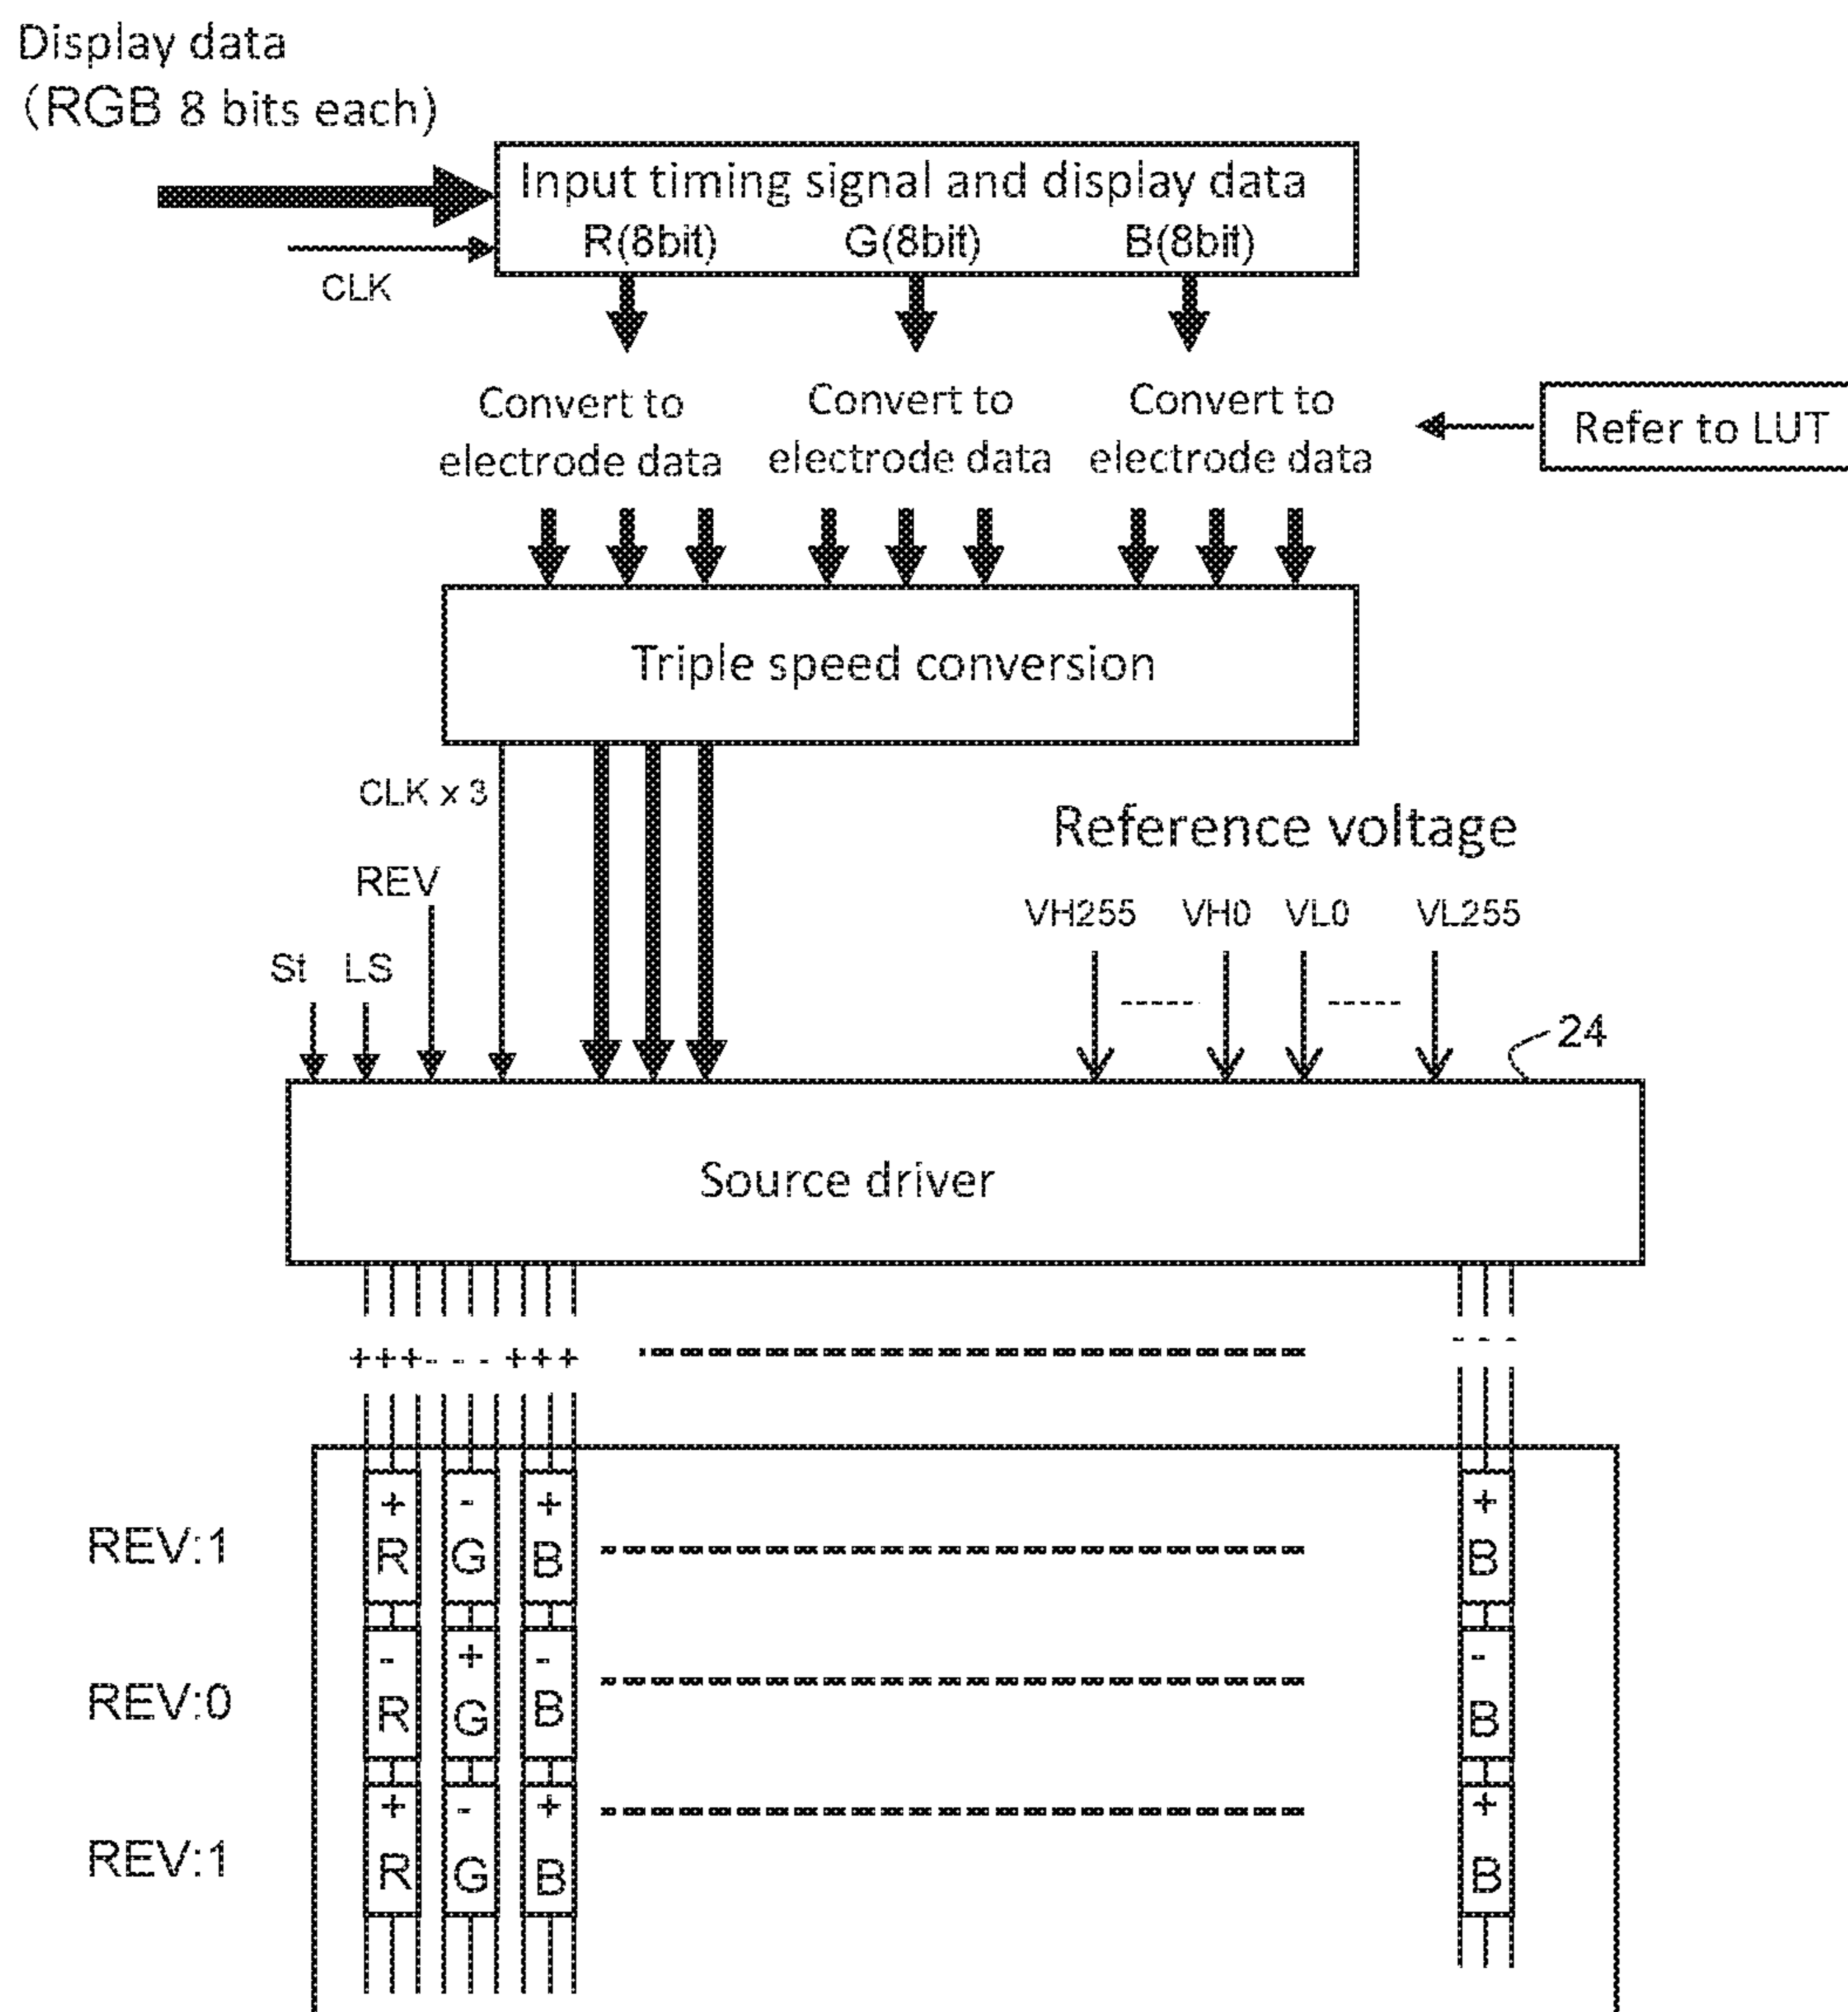 Display data
(RGB 8 bits each)
Input timing signal and display data
R(8bit) G(8bit) B(8bit)
CLK
Convert to Convert to Convert to
electrode data electrode data electrode data
Refer to LUT
Triple speed conversion
CLK x 3
Reference voltage
REV
VH255 VH0 VL0 VL255
St LS
24
Source driver
+++- - - +++ - - -
+ - + +
REV:1 R G B B
- + - -
REV:0 R G B B
+ - + +
REV:1 R G B B